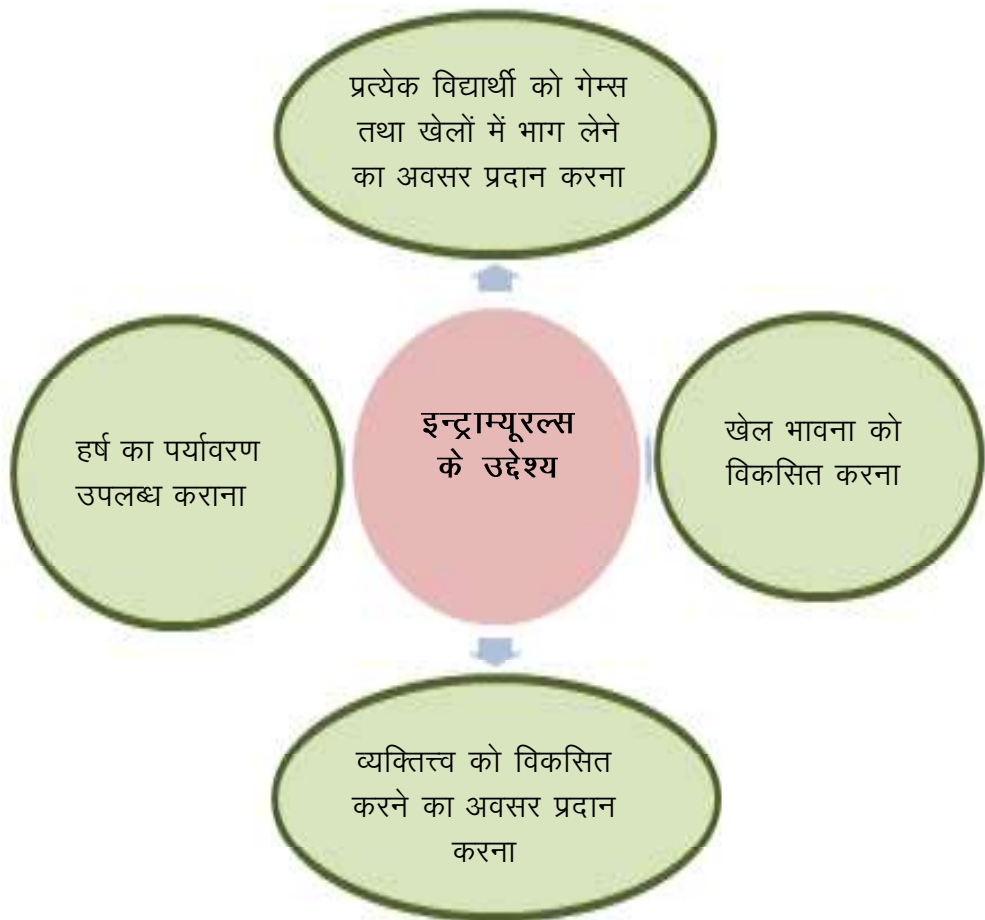 प्रत्येक विद्यार्थी को गेम्स
तथा खेलों में भाग लेने
का अवसर प्रदान करना
हर्ष का पर्यावरण
उपलब्ध कराना
इन्ट्राम्यूरल्स
के उद्देश्य
खेल भावना को
विकसित करना
व्यक्तित्त्व को विकसित
करने का अवसर प्रदान
करना